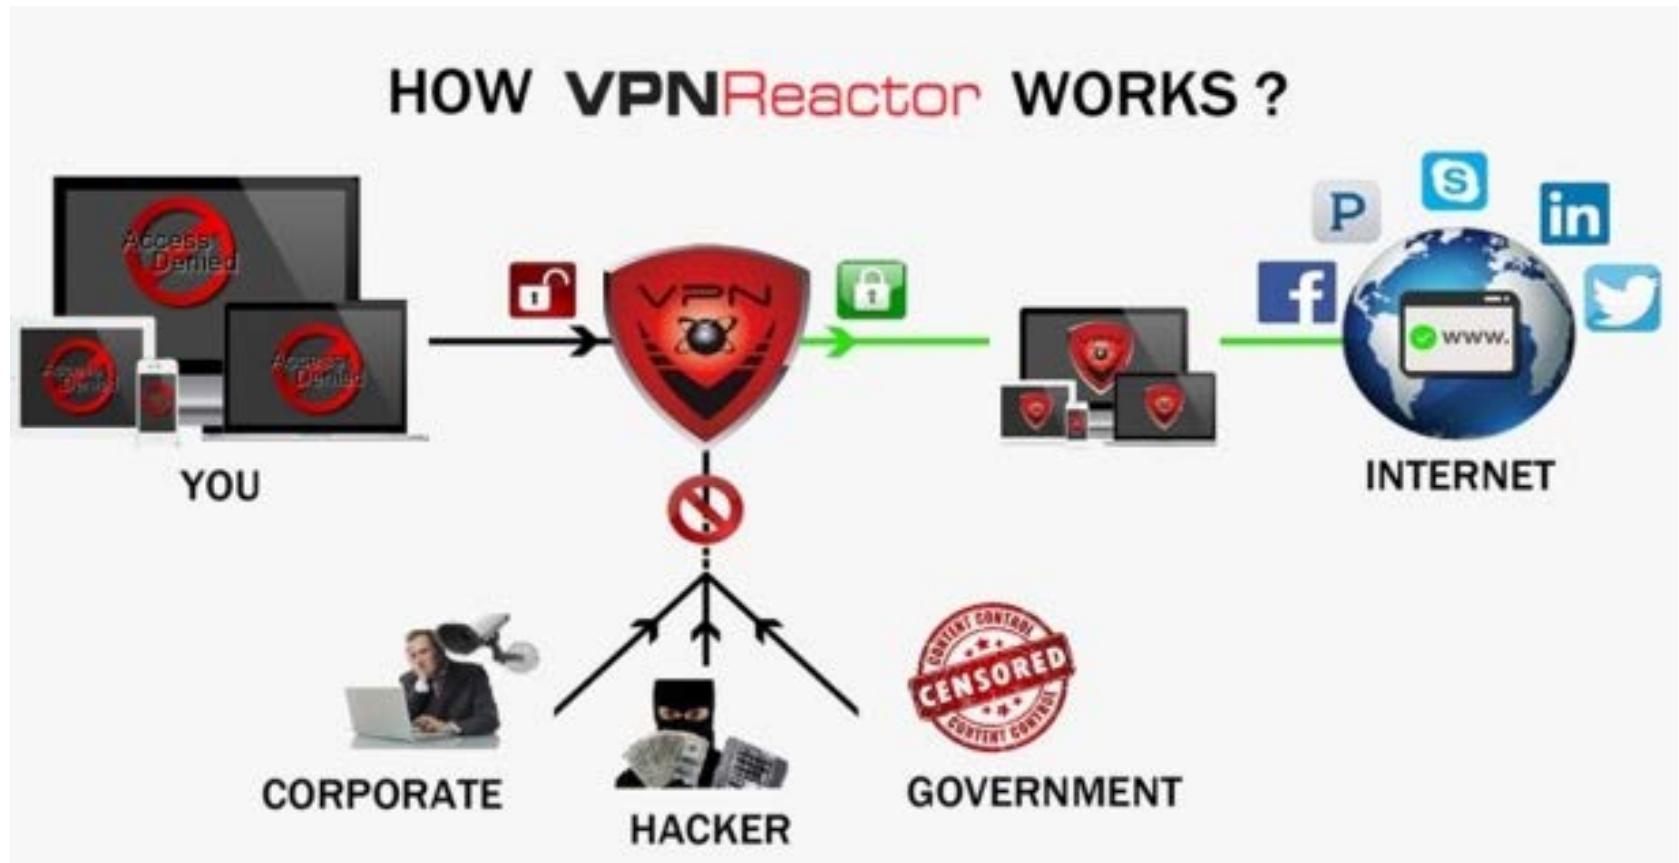 HOW VPNReactor WORKS ?
Access
Denied
Access
Denied
Access
Denied
VPN
P
S
in
f
www.
YOU
INTERNET
CONTENT CONTROL
CENSORED
CONTENT CONTROL
CORPORATE
HACKER
GOVERNMENT